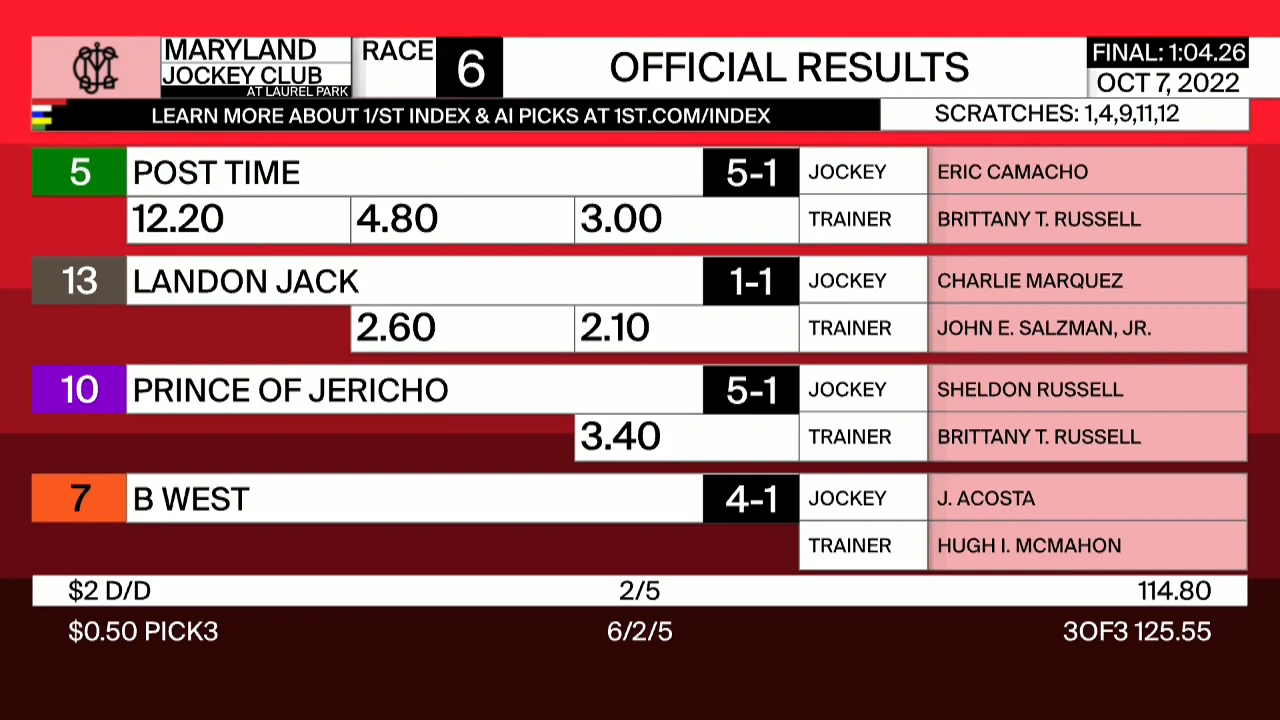 MARYLAND
JOCKEY CLUB
AT LAUREL PARK
RACE 6
OFFICIAL RESULTS
FINAL: 1:04.26
OCT 7, 2022
LEARN MORE ABOUT 1/ST INDEX & AI PICKS AT 1ST.COM/INDEX
SCRATCHES: 1,4,9,11,12
5 POST TIME 5-1 JOCKEY ERIC CAMACHO
12.20 4.80 3.00 TRAINER BRITTANY T. RUSSELL
13 LANDON JACK 1-1 JOCKEY CHARLIE MARQUEZ
2.60 2.10 TRAINER JOHN E. SALZMAN, JR.
10 PRINCE OF JERICHO 5-1 JOCKEY SHELDON RUSSELL
3.40 TRAINER BRITTANY T. RUSSELL
7 B WEST 4-1 JOCKEY J. ACOSTA
TRAINER HUGH I. MCMAHON
$2 D/D 2/5 114.80
$0.50 PICK3 6/2/5 3OF3 125.55